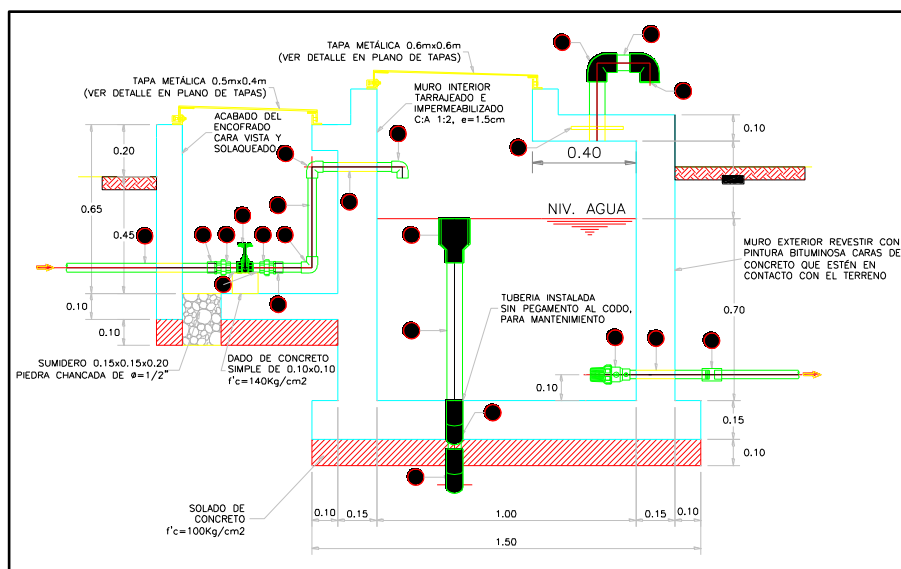 TAPA METÁLICA 0.6mx0.6m
(VER DETALLE EN PLANO DE TAPAS)
TAPA METÁLICA 0.5mx0.4m
(VER DETALLE EN PLANO DE TAPAS)
MURO INTERIOR
TARRAJEADO E
IMPERMEABILIZADO
C:A 1:2, e=1.5cm
ACABADO DEL
ENCOFRADO
CARA VISTA Y
SOLAQUEADO
0.20
0.65
0.45
0.10
0.10
0.40
0.10
NIV. AGUA
MURO EXTERIOR REVESTIR CON
PINTURA BITUMINOSA CARAS DE
CONCRETO QUE ESTÉN EN
CONTACTO CON EL TERRENO
0.70
TUBERIA INSTALADA
SIN PEGAMENTO AL CODO,
PARA MANTENIMIENTO
SUMIDERO 0.15x0.15x0.20
PIEDRA CHANCADA DE ø=1/2"
DADO DE CONCRETO
SIMPLE DE 0.10x0.10
f'c=140Kg/cm2
0.10
0.15
0.10
SOLADO DE
CONCRETO
f'c=100Kg/cm2
0.10
0.15
1.00
0.15
0.10
1.50